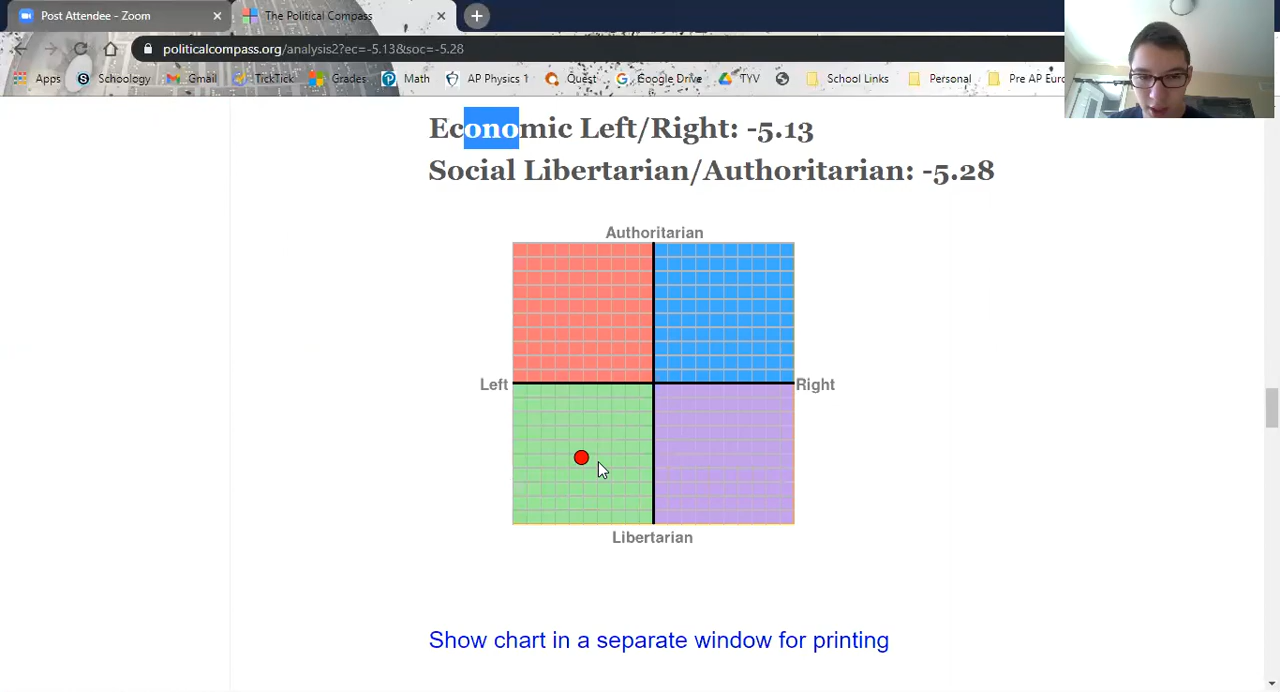 Post Attendee - Zoom
The Political Compass
politicalcompass.org/analysis2?ec=-5.13&soc=-5.28
Apps Schoology Gmail TickTick Grades Math AP Physics 1 Quest Google Drive TYV School Links Personal Pre AP Euro
Economic Left/Right: -5.13
Social Libertarian/Authoritarian: -5.28
Authoritarian
Left Right
Libertarian
Show chart in a separate window for printing